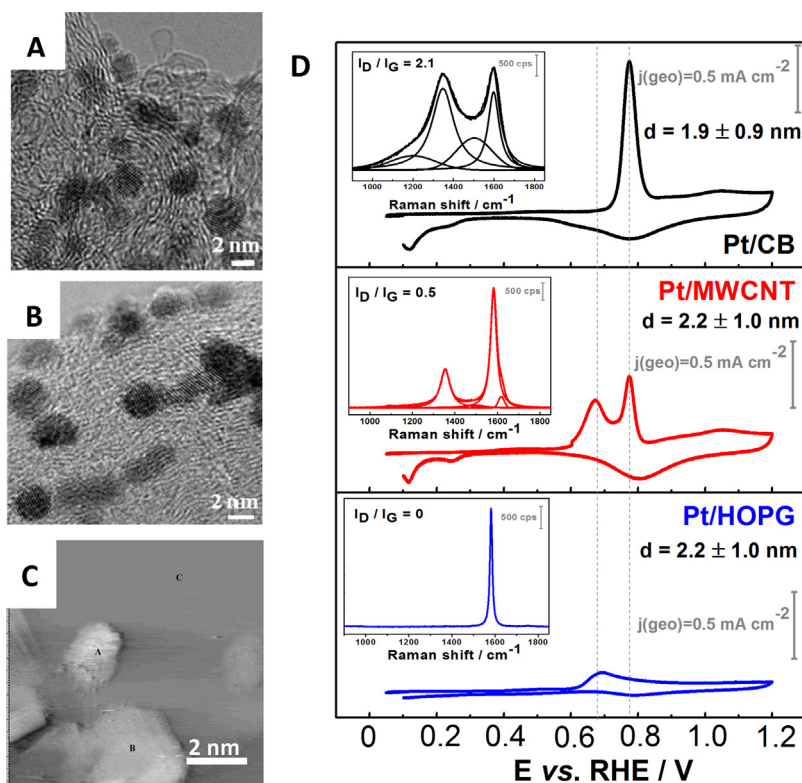 A
2 nm
B
2 nm
C
C
A
B
2 nm
D
I_D / I_G = 2.1
500 cps
1000 1200 1400 1600 1800
Raman shift / cm⁻¹
j(geo)=0.5 mA cm⁻²
d = 1.9 ± 0.9 nm
Pt/CB
I_D / I_G = 0.5
500 cps
1000 1200 1400 1600 1800
Raman shift / cm⁻¹
Pt/MWCNT
d = 2.2 ± 1.0 nm
j(geo)=0.5 mA cm⁻²
I_D / I_G = 0
500 cps
1000 1200 1400 1600 1800
Raman shift / cm⁻¹
Pt/HOPG
d = 2.2 ± 1.0 nm
j(geo)=0.5 mA cm⁻²
0 0.2 0.4 0.6 0.8 1.0 1.2
E vs. RHE / V